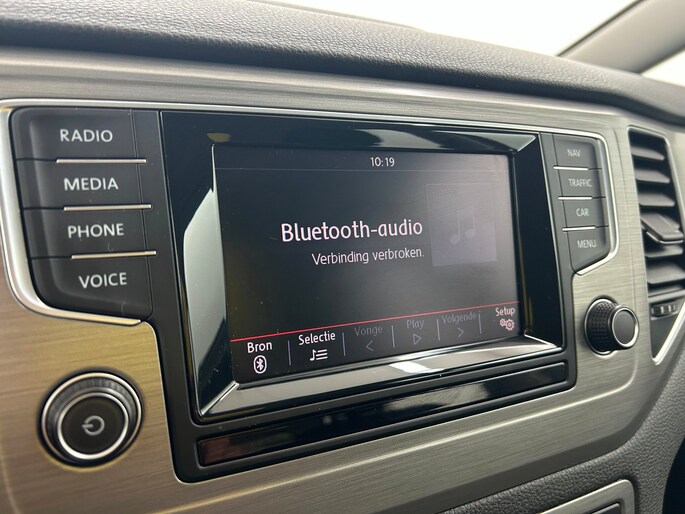 RADIO
MEDIA
PHONE
VOICE
10:19
Bluetooth-audio
Verbinding verbroken.
Bron
Selectie
Vorige
Play
Volgende
Setup
NAV
TRAFFIC
CAR
MENU